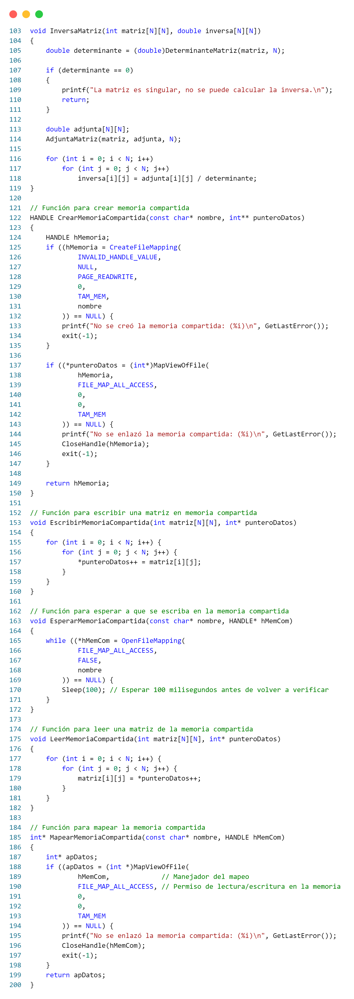 103 void InversaMatriz(int matriz[N][N], double inversa[N][N])
104 {
105     double determinante = (double)DeterminanteMatriz(matriz, N);
106
107     if (determinante == 0)
108     {
109         printf("La matriz es singular, no se puede calcular la inversa.\n");
110         return;
111     }
112
113     double adjunta[N][N];
114     AdjuntaMatriz(matriz, adjunta, N);
115
116     for (int i = 0; i < N; i++)
117         for (int j = 0; j < N; j++)
118             inversa[i][j] = adjunta[i][j] / determinante;
119 }
120
121 // Función para crear memoria compartida
122 HANDLE CrearMemoriaCompartida(const char* nombre, int** punteroDatos)
123 {
124     HANDLE hMemoria;
125     if ((hMemoria = CreateFileMapping(
126             INVALID_HANDLE_VALUE,
127             NULL,
128             PAGE_READWRITE,
129             0,
130             TAM_MEM,
131             nombre
132         )) == NULL) {
133         printf("No se creó la memoria compartida: (%i)\n", GetLastError());
134         exit(-1);
135     }
136
137     if ((*punteroDatos = (int*)MapViewOfFile(
138             hMemoria,
139             FILE_MAP_ALL_ACCESS,
140             0,
141             0,
142             TAM_MEM
143         )) == NULL) {
144         printf("No se enlazó la memoria compartida: (%i)\n", GetLastError());
145         CloseHandle(hMemoria);
146         exit(-1);
147     }
148
149     return hMemoria;
150 }
151
152 // Función para escribir una matriz en memoria compartida
153 void EscribirMemoriaCompartida(int matriz[N][N], int* punteroDatos)
154 {
155     for (int i = 0; i < N; i++) {
156         for (int j = 0; j < N; j++) {
157             *punteroDatos++ = matriz[i][j];
158         }
159     }
160 }
161
162 // Función para esperar a que se escriba en la memoria compartida
163 void EsperarMemoriaCompartida(const char* nombre, HANDLE* hMemCom)
164 {
165     while ((*hMemCom = OpenFileMapping(
166             FILE_MAP_ALL_ACCESS,
167             FALSE,
168             nombre
169         )) == NULL) {
170         Sleep(100); // Esperar 100 milisegundos antes de volver a verificar
171     }
172 }
173
174 // Función para leer una matriz de la memoria compartida
175 void LeerMemoriaCompartida(int matriz[N][N], int* punteroDatos)
176 {
177     for (int i = 0; i < N; i++) {
178         for (int j = 0; j < N; j++) {
179             matriz[i][j] = *punteroDatos++;
180         }
181     }
182 }
183
184 // Función para mapear la memoria compartida
185 int* MapearMemoriaCompartida(const char* nombre, HANDLE hMemCom)
186 {
187     int* apDatos;
188     if ((apDatos = (int *)MapViewOfFile(
189             hMemCom,             // Manejador del mapeo
190             FILE_MAP_ALL_ACCESS, // Permiso de lectura/escritura en la memoria
191             0,
192             0,
193             TAM_MEM
194         )) == NULL) {
195         printf("No se enlazó la memoria compartida: (%i)\n", GetLastError());
196         CloseHandle(hMemCom);
197         exit(-1);
198     }
199     return apDatos;
200 }